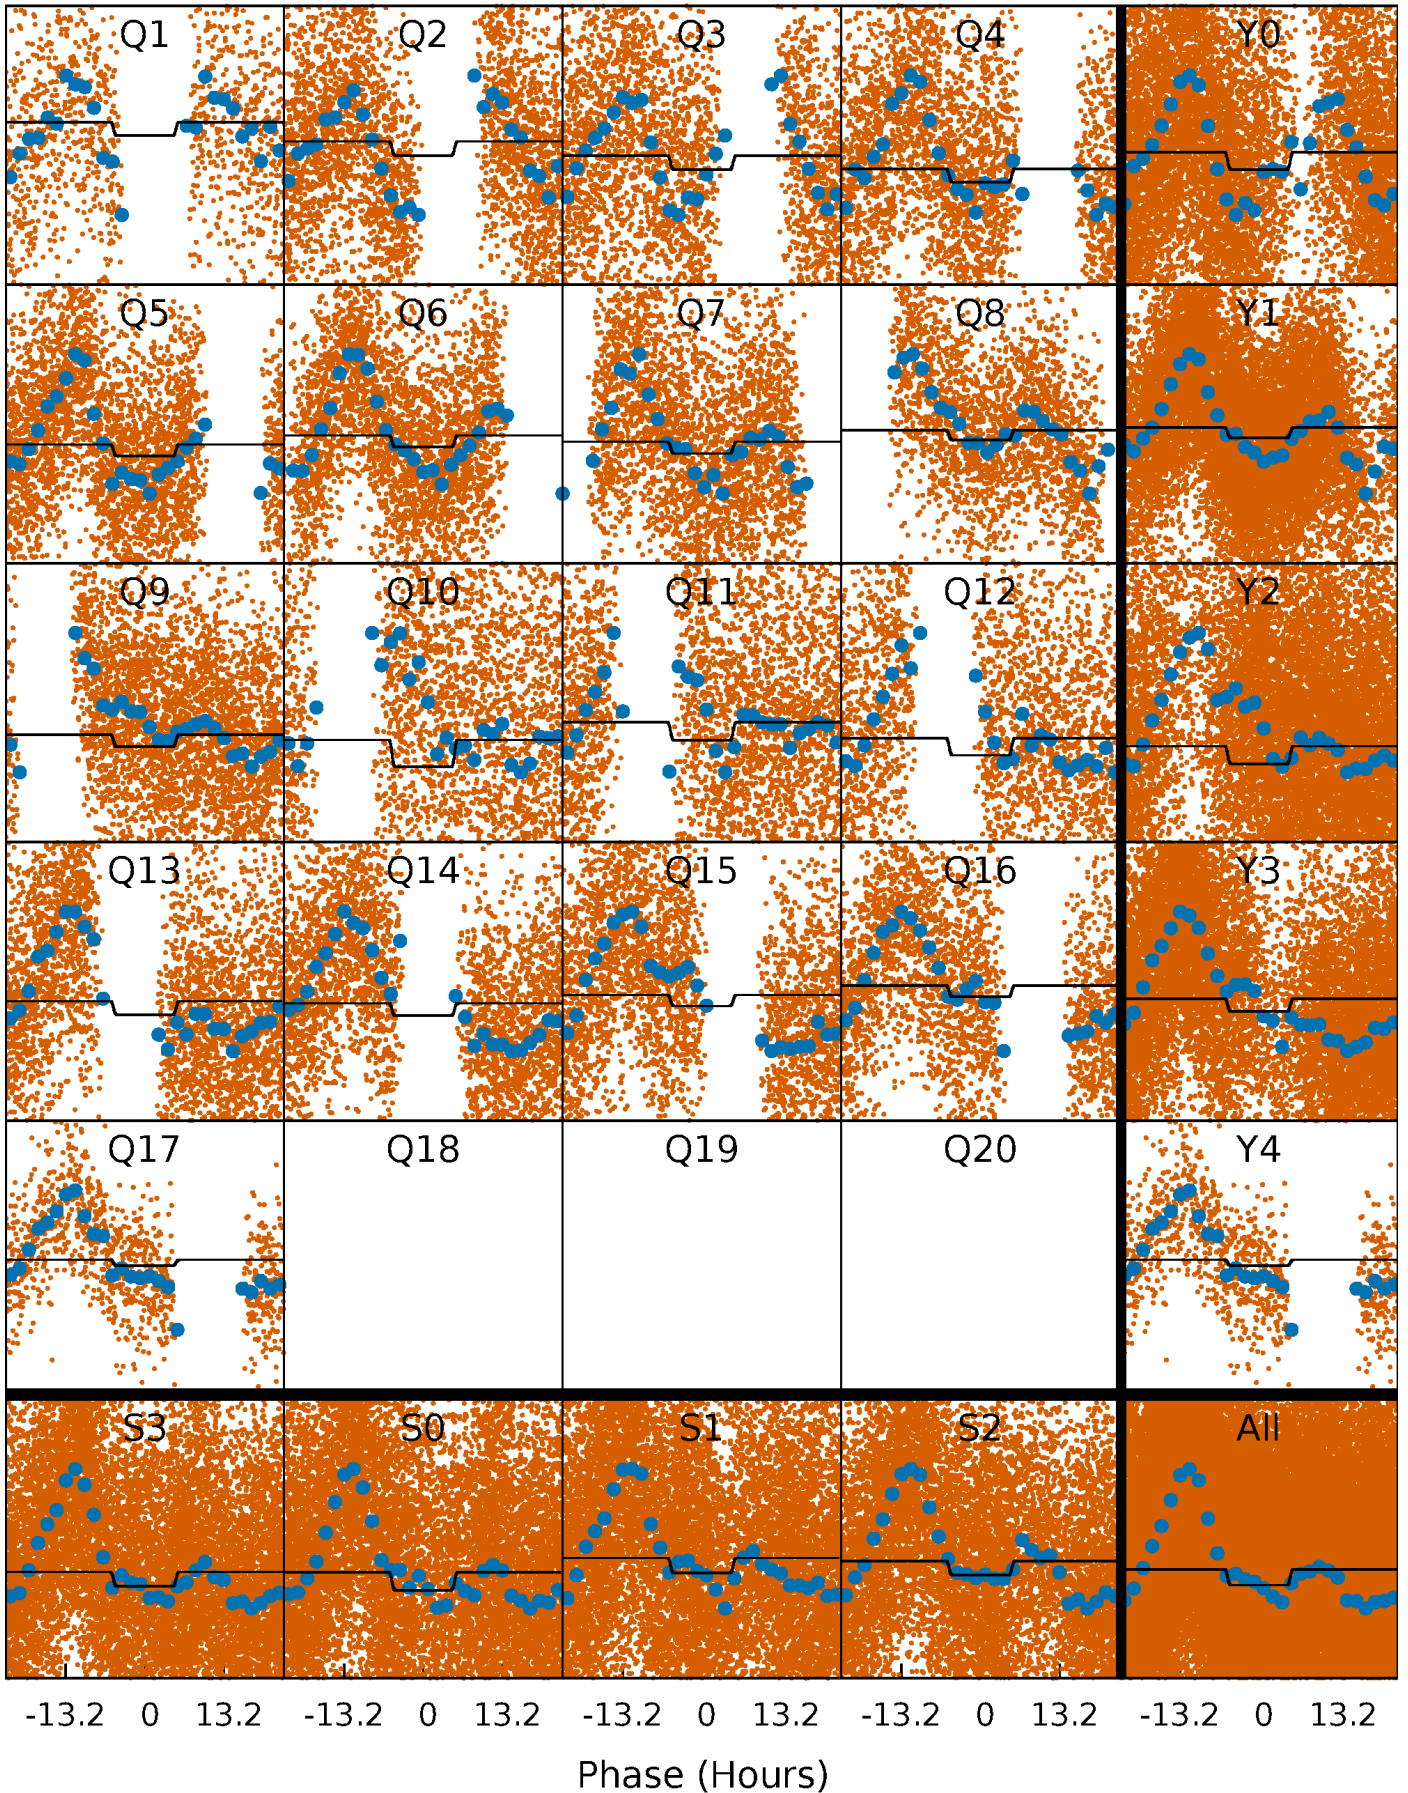 Q1 Q2 Q3 Q4 Y0
Q5 Q6 Q7 Q8 Y1
Q9 Q10 Q11 Q12 Y2
Q13 Q14 Q15 Q16 Y3
Q17 Q18 Q19 Q20 Y4
S3 S0 S1 S2 All
-13.2 0 13.2 -13.2 0 13.2 -13.2 0 13.2 -13.2 0 13.2 -13.2 0 13.2
Phase (Hours)